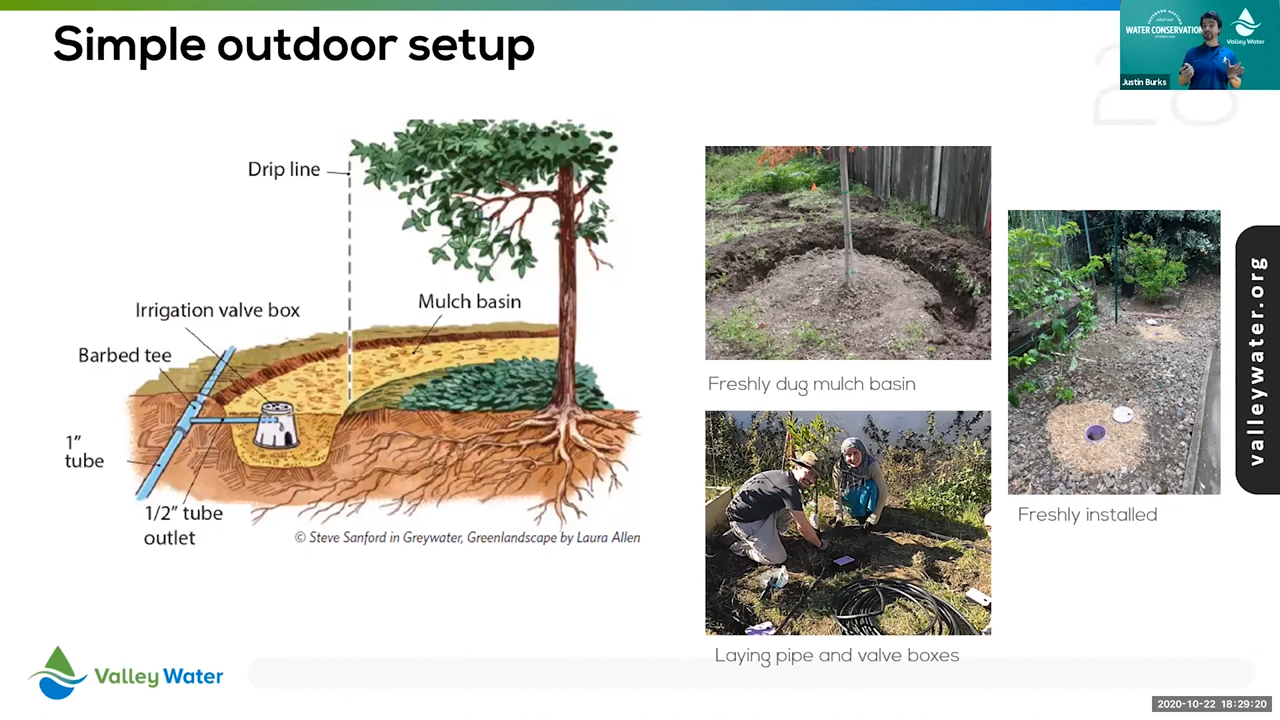 Simple outdoor setup
WATER CONSERVATION
Valley Water
Justin Burks
28
Drip line
Irrigation valve box
Mulch basin
Barbed tee
1”
tube
1/2” tube
outlet
© Steve Sanford in Greywater, Greenlandscape by Laura Allen
Freshly dug mulch basin
Freshly installed
Laying pipe and valve boxes
valleywater.org
Valley Water
2020-10-22 18:29:20